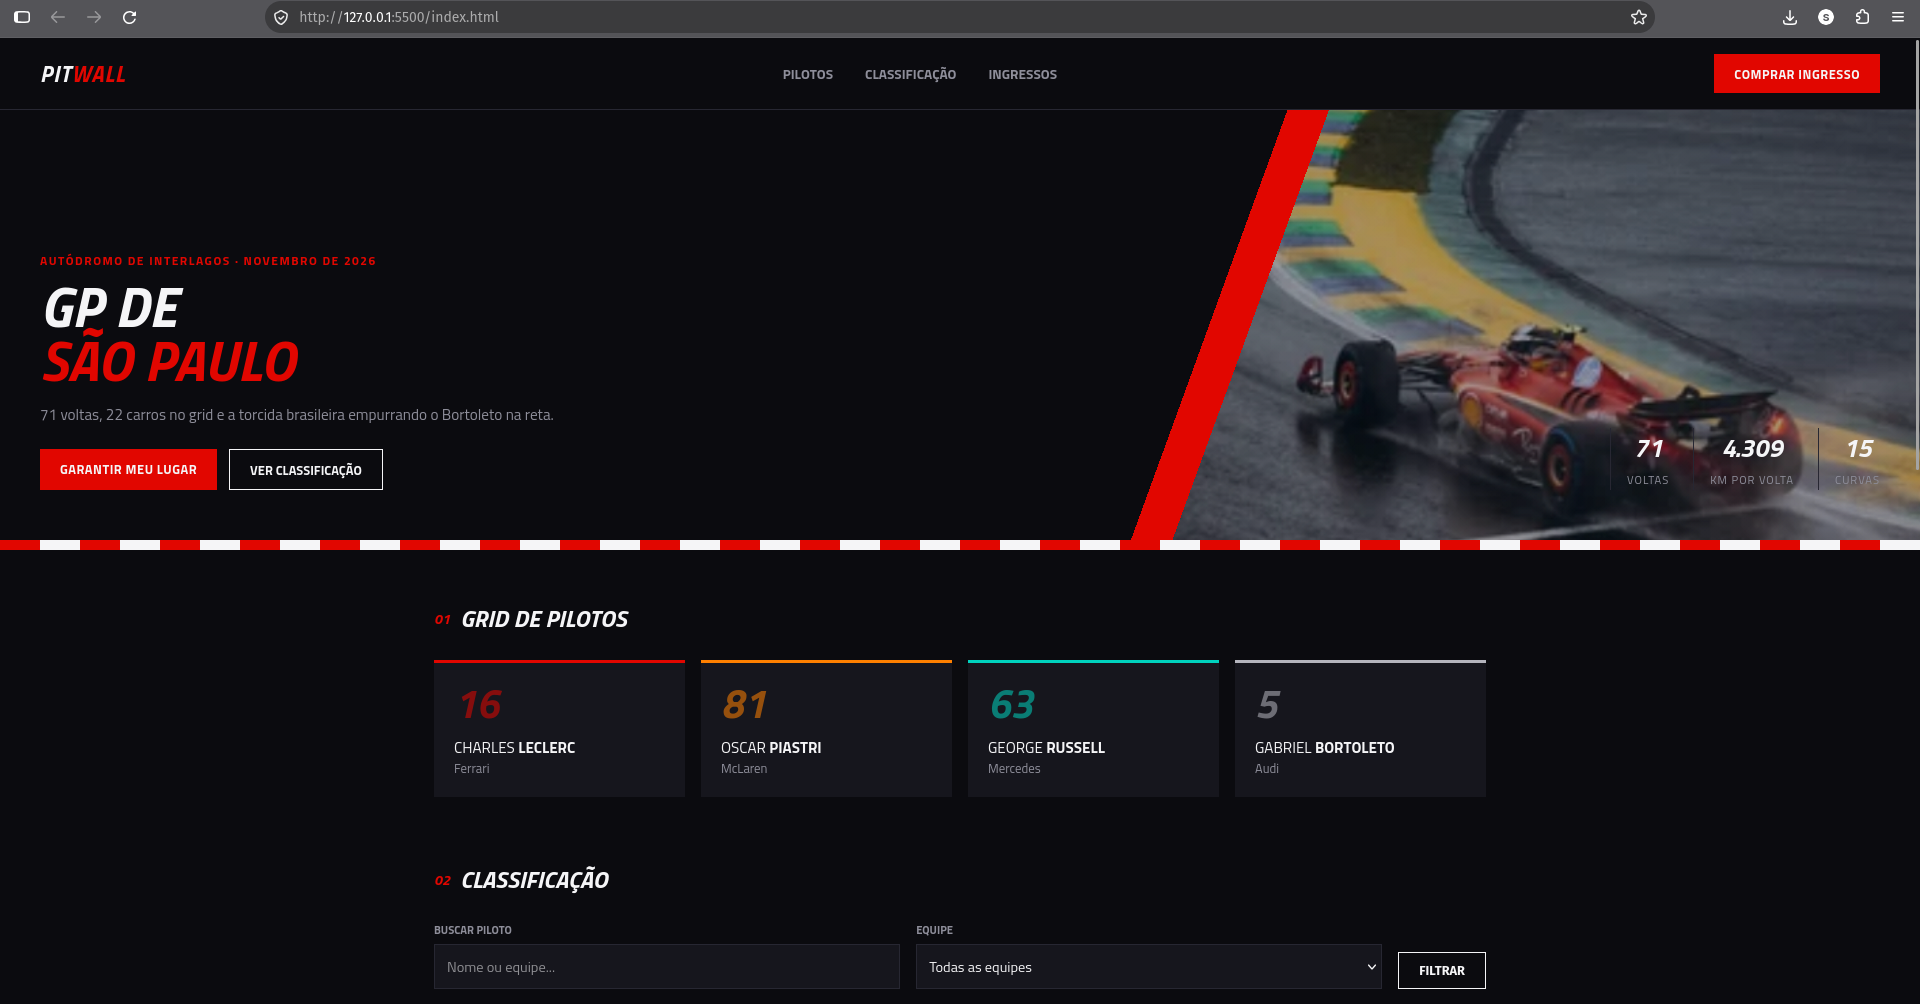 http://127.0.0.1:5500/index.html
S
PITWALL
PILOTOS
CLASSIFICAÇÃO
INGRESSOS
COMPRAR INGRESSO
AUTÓDROMO DE INTERLAGOS · NOVEMBRO DE 2026
GP DE
SÃO PAULO
71 voltas, 22 carros no grid e a torcida brasileira empurrando o Bortoleto na reta.
GARANTIR MEU LUGAR
VER CLASSIFICAÇÃO
71
VOLTAS
4.309
KM POR VOLTA
15
CURVAS
01 GRID DE PILOTOS
16
CHARLES LECLERC
Ferrari
81
OSCAR PIASTRI
McLaren
63
GEORGE RUSSELL
Mercedes
5
GABRIEL BORTOLETO
Audi
02 CLASSIFICAÇÃO
BUSCAR PILOTO
Nome ou equipe...
EQUIPE
Todas as equipes
FILTRAR